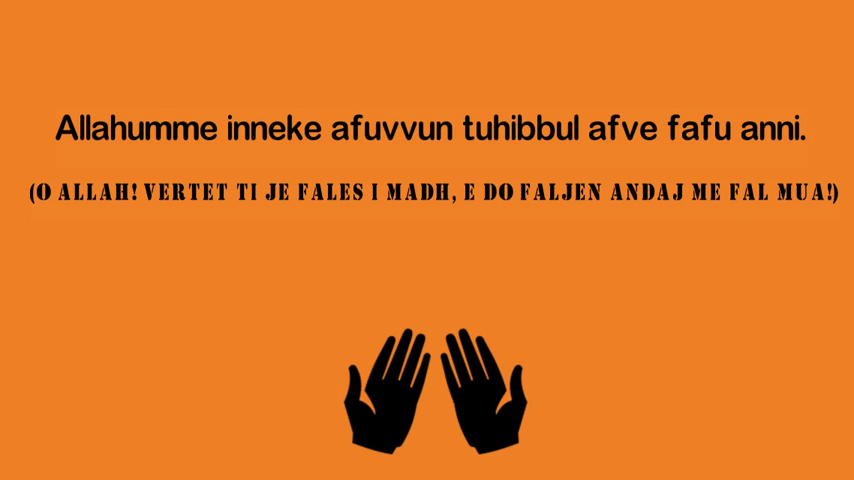 Allahumme inneke afuvvun tuhibbul afve fafu anni.
(O ALLAH! VERTET TI JE FALES I MADH, E DO FALJEN ANDAJ ME FAL MUA!)